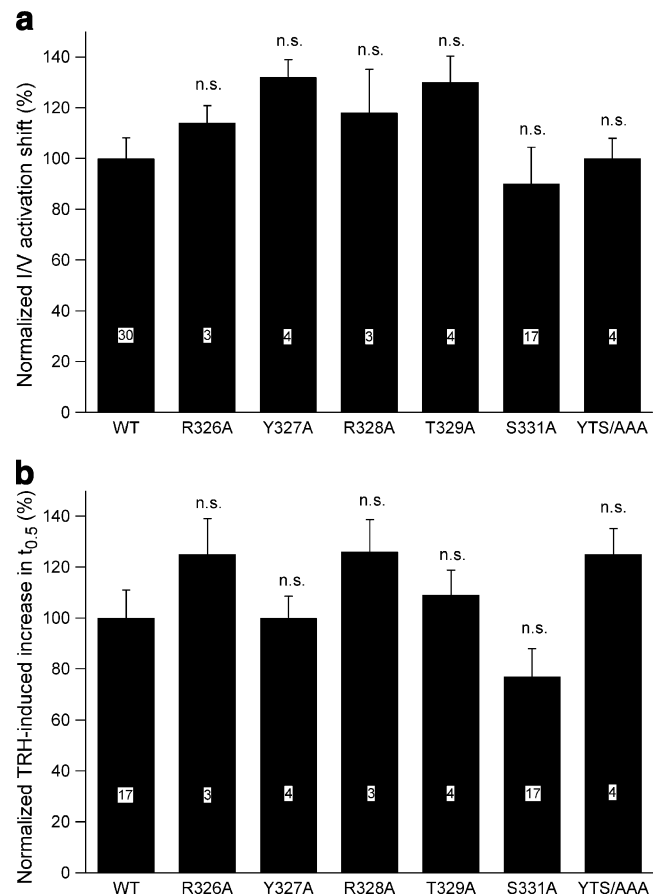 a
Normalized I/V activation shift (%)
140
120
100
80
60
40
20
0
n.s.
n.s.
n.s.
n.s.
n.s.
n.s.
30
3
4
3
4
17
4
WT
R326A
Y327A
R328A
T329A
S331A
YTS/AAA
b
Normalized TRH-induced increase in t0.5 (%)
140
120
100
80
60
40
20
0
n.s.
n.s.
n.s.
n.s.
n.s.
n.s.
17
3
4
3
4
17
4
WT
R326A
Y327A
R328A
T329A
S331A
YTS/AAA